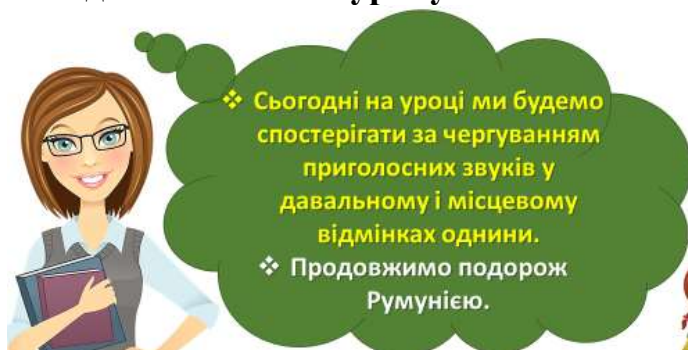 ❖ Сьогодні на уроці ми будемо
спостерігати за чергуванням
приголосних звуків у
давальному і місцевому
відмінках однини.
❖ Продовжимо подорож
Румунією.